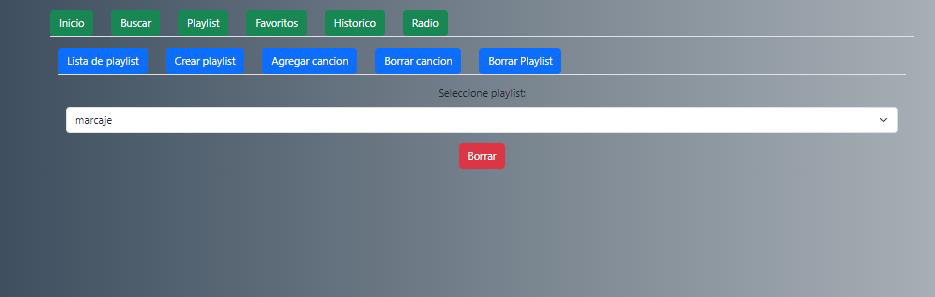 Inicio Buscar Playlist Favoritos Historico Radio
Lista de playlist Crear playlist Agregar cancion Borrar cancion Borrar Playlist
Seleccione playlist:
marcaje
Borrar